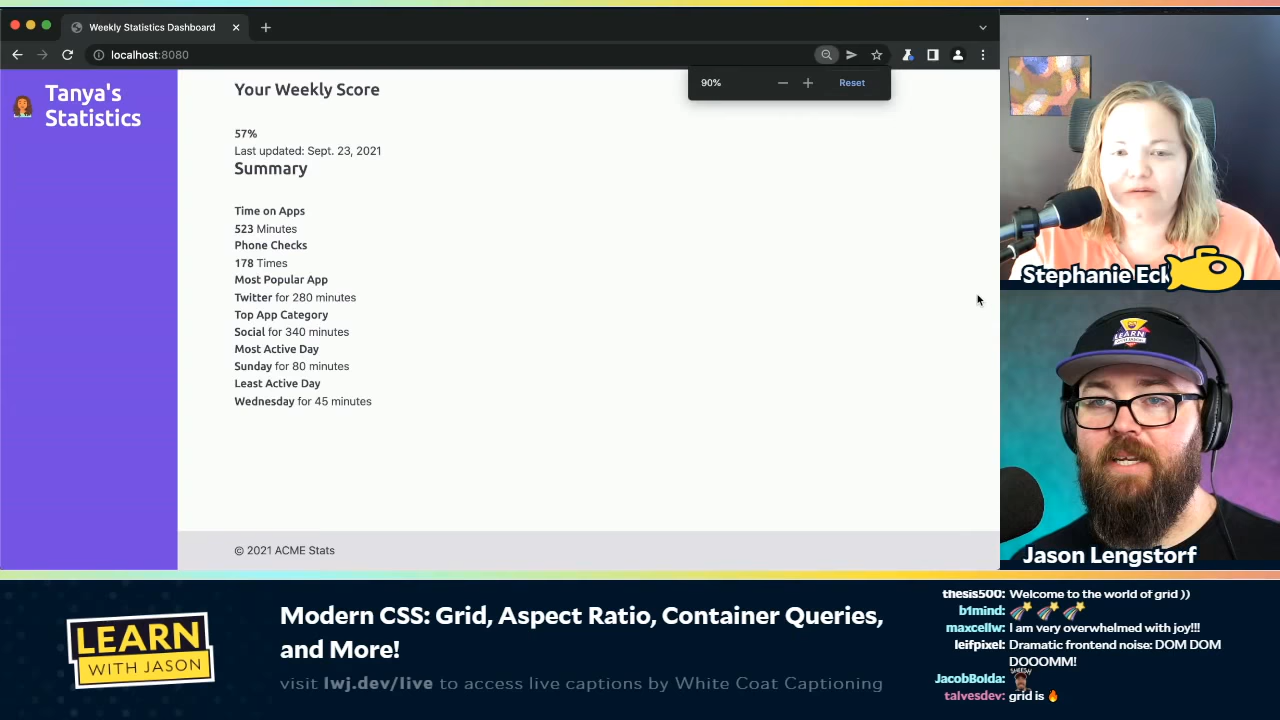 Weekly Statistics Dashboard
localhost:8080
90%
Reset
Tanya's
Statistics
Your Weekly Score
57%
Last updated: Sept. 23, 2021
Summary
Time on Apps
523 Minutes
Phone Checks
178 Times
Most Popular App
Twitter for 280 minutes
Top App Category
Social for 340 minutes
Most Active Day
Sunday for 80 minutes
Least Active Day
Wednesday for 45 minutes
© 2021 ACME Stats
Stephanie Eck
LEARN
Jason Lengstorf
LEARN
WITH JASON
Modern CSS: Grid, Aspect Ratio, Container Queries,
and More!
visit lwj.dev/live to access live captions by White Coat Captioning
thesis500: Welcome to the world of grid ))
b1mind:
maxcellw: I am very overwhelmed with joy!!!
leifpixel: Dramatic frontend noise: DOM DOM
DOOOMM!
JacobBolda:
talvesdev: grid is